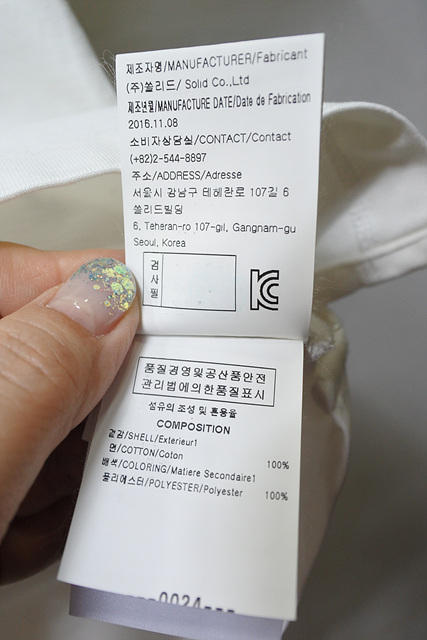 제조자명/MANUFACTURER/Fabricant
(주)쏠리드/ Solid Co.,Ltd
제조년월/MANUFACTURE DATE/Date de Fabrication
2016.11.08
소비자상담실/CONTACT/Contact
(+82)2-544-8897
주소/ADDRESS/Adresse
서울시 강남구 테헤란로 107길 6
쏠리드빌딩
6, Teheran-ro 107-gil, Gangnam-gu
Seoul, Korea
검사필
KC
품질경영및공산품안전
관리법에의한품질표시
섬유의 조성 및 혼용율
COMPOSITION
겉감/SHELL/Exterieur1
면/COTTON/Coton 100%
배색/COLORING/Matiere Secondaire1
폴리에스터/POLYESTER/Polyester 100%
0024